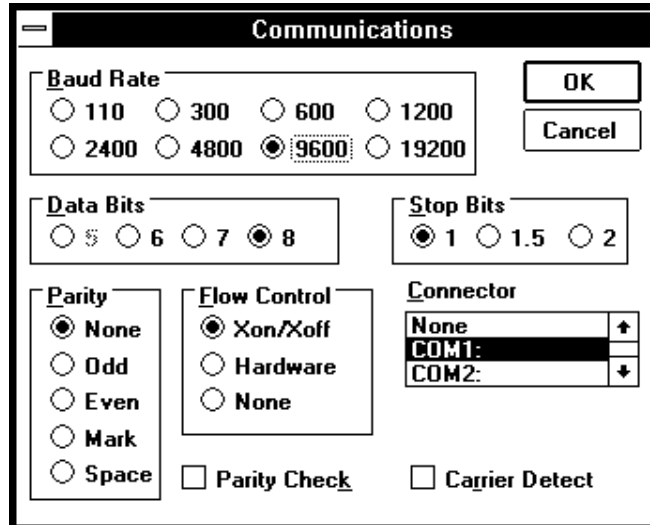 Communications
Baud Rate
110 300 600 1200
2400 4800 9600 19200
OK
Cancel
Data Bits
5 6 7 8
Stop Bits
1 1.5 2
Parity
None
Odd
Even
Mark
Space
Flow Control
Xon/Xoff
Hardware
None
Connector
None
COM1:
COM2:
Parity Check
Carrier Detect